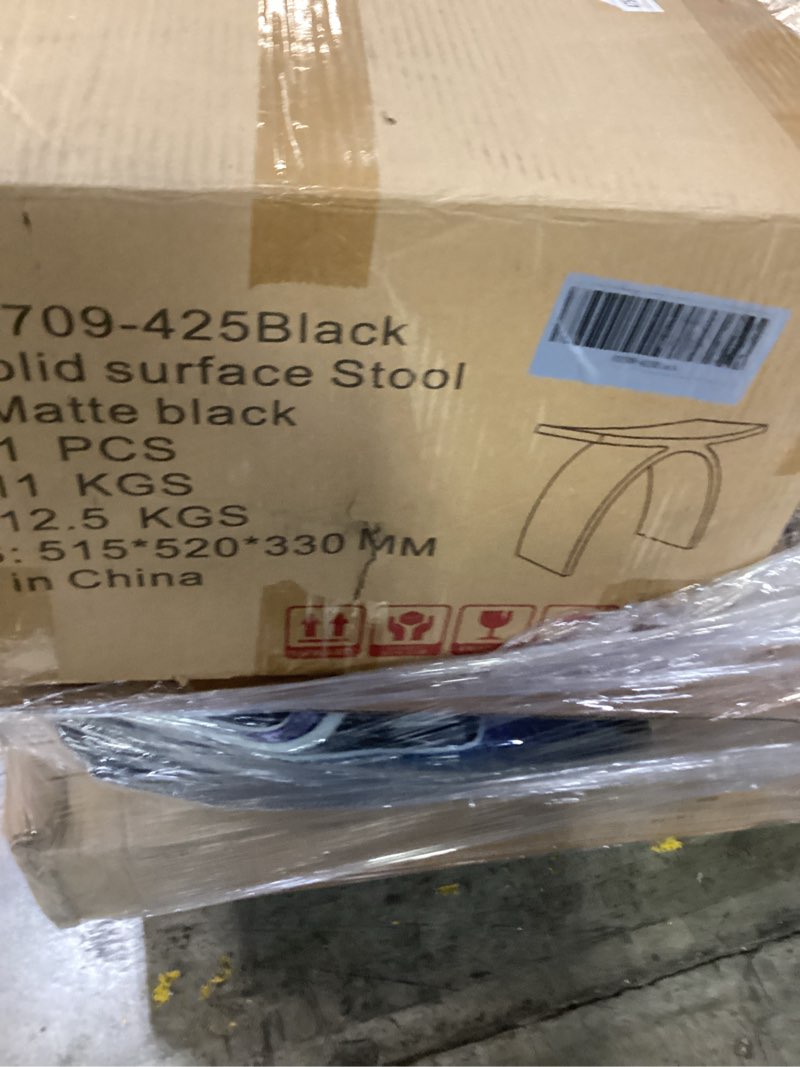 709-425Black
olid surface Stool
Matte black
1 PCS
11 KGS
12.5 KGS
S: 515*520*330 MM
in China